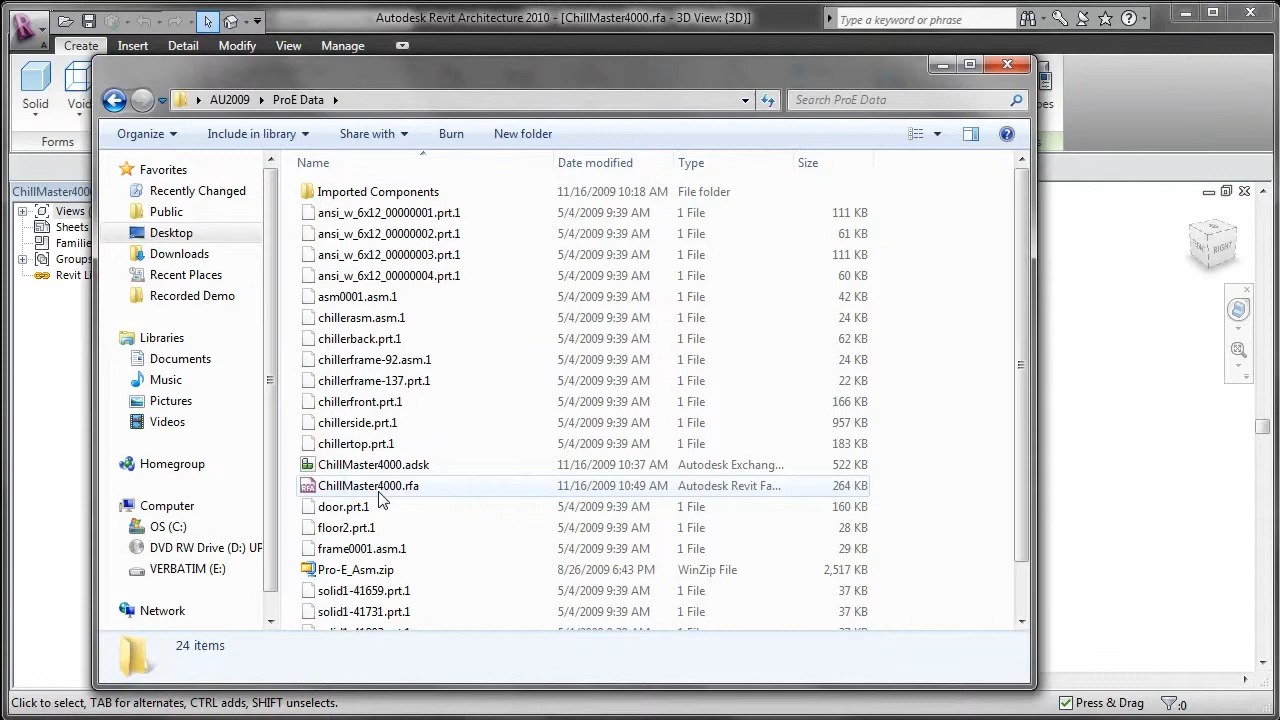 Autodesk Revit Architecture 2010 - [ChillMaster4000.rfa - 3D View: {3D}]
Type a keyword or phrase
Create Insert Detail Modify View Manage
Solid Void
Forms
AU2009 ProE Data
Search ProE Data
Organize Include in library Share with Burn New folder
Name Date modified Type Size
Favorites
Recently Changed
Public
Desktop
Downloads
Recent Places
Recorded Demo
Libraries
Documents
Music
Pictures
Videos
Homegroup
Computer
OS (C:)
DVD RW Drive (D:) UP
VERBATIM (E:)
Network
Imported Components 11/16/2009 10:18 AM File folder
ansi_w_6x12_00000001.prt.1 5/4/2009 9:39 AM 1 File 111 KB
ansi_w_6x12_00000002.prt.1 5/4/2009 9:39 AM 1 File 61 KB
ansi_w_6x12_00000003.prt.1 5/4/2009 9:39 AM 1 File 111 KB
ansi_w_6x12_00000004.prt.1 5/4/2009 9:39 AM 1 File 60 KB
asm0001.asm.1 5/4/2009 9:39 AM 1 File 42 KB
chillerasm.asm.1 5/4/2009 9:39 AM 1 File 24 KB
chillerback.prt.1 5/4/2009 9:39 AM 1 File 62 KB
chillerframe-92.asm.1 5/4/2009 9:39 AM 1 File 24 KB
chillerframe-137.prt.1 5/4/2009 9:39 AM 1 File 22 KB
chillerfront.prt.1 5/4/2009 9:39 AM 1 File 166 KB
chillerside.prt.1 5/4/2009 9:39 AM 1 File 957 KB
chillertop.prt.1 5/4/2009 9:39 AM 1 File 183 KB
ChillMaster4000.adsk 11/16/2009 10:37 AM Autodesk Exchang... 522 KB
ChillMaster4000.rfa 11/16/2009 10:49 AM Autodesk Revit Fa... 264 KB
door.prt.1 5/4/2009 9:39 AM 1 File 160 KB
floor2.prt.1 5/4/2009 9:39 AM 1 File 28 KB
frame0001.asm.1 5/4/2009 9:39 AM 1 File 29 KB
Pro-E_Asm.zip 8/26/2009 6:43 PM WinZip File 2,517 KB
solid1-41659.prt.1 5/4/2009 9:39 AM 1 File 37 KB
solid1-41731.prt.1 5/4/2009 9:39 AM 1 File 37 KB
24 items
ChillMaster4000
Views
Sheets
Familie
Groups
Revit Li
RIGHT
Click to select, TAB for alternates, CTRL adds, SHIFT unselects.
Press & Drag :0